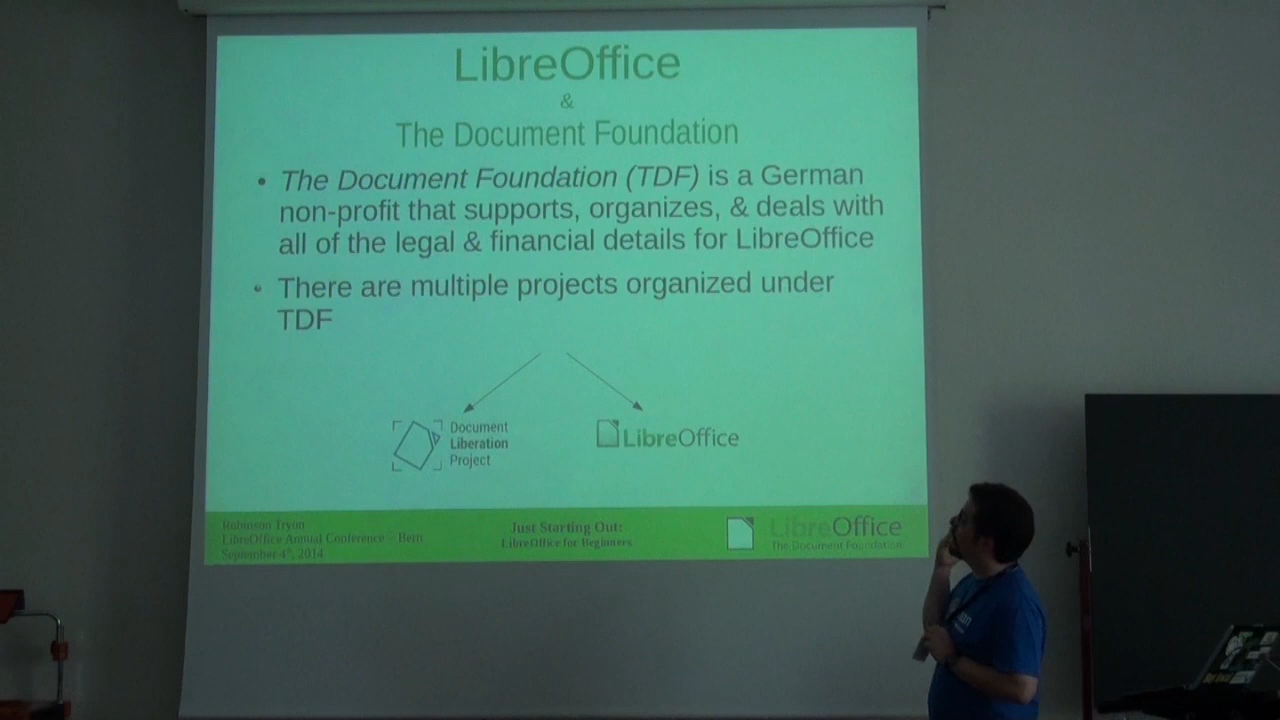 LibreOffice
&
The Document Foundation
• The Document Foundation (TDF) is a German
non-profit that supports, organizes, & deals with
all of the legal & financial details for LibreOffice
• There are multiple projects organized under
TDF
Document
Liberation
Project
LibreOffice
Robinson Tryon
LibreOffice Annual Conference – Bern
September 4th, 2014
Just Starting Out:
LibreOffice for Beginners
LibreOffice
The Document Foundation